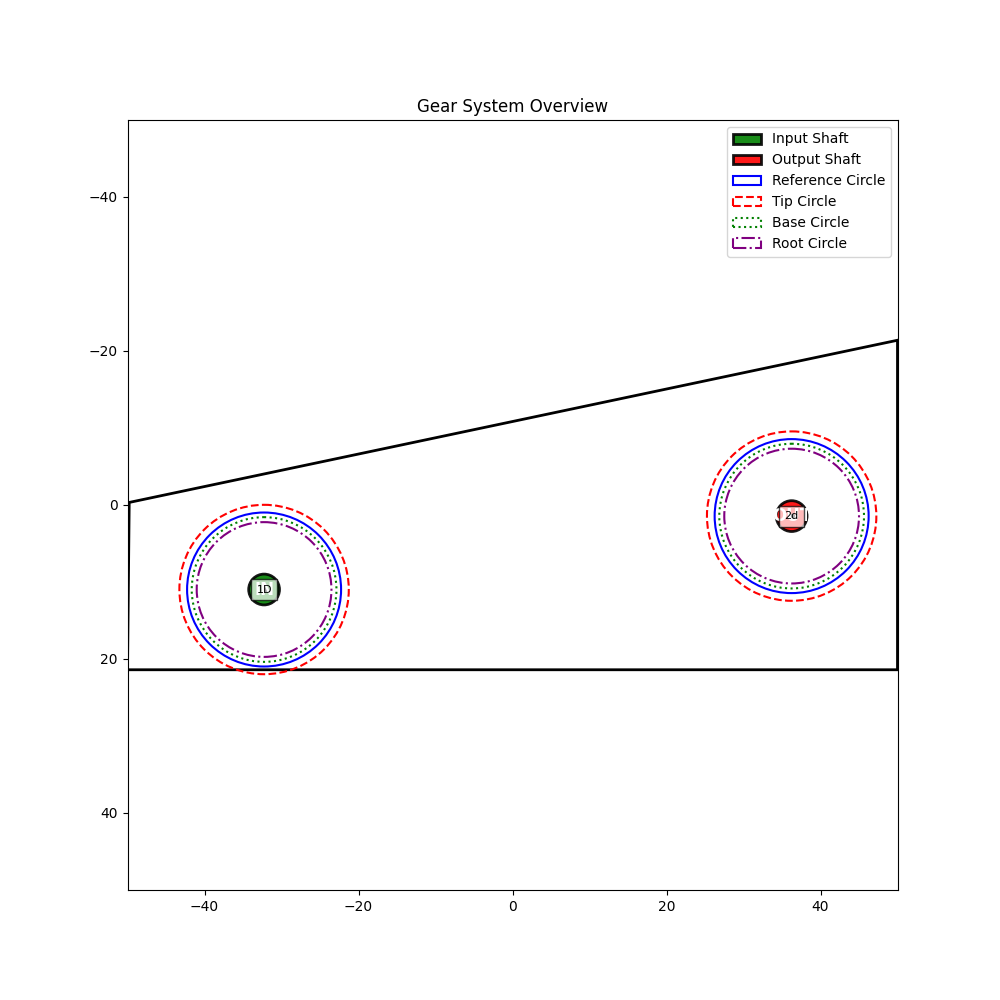 Gear System Overview
Input Shaft
Output Shaft
Reference Circle
Tip Circle
Base Circle
Root Circle
−40
−20
0
20
40
1D
2d
−40
−20
0
20
40